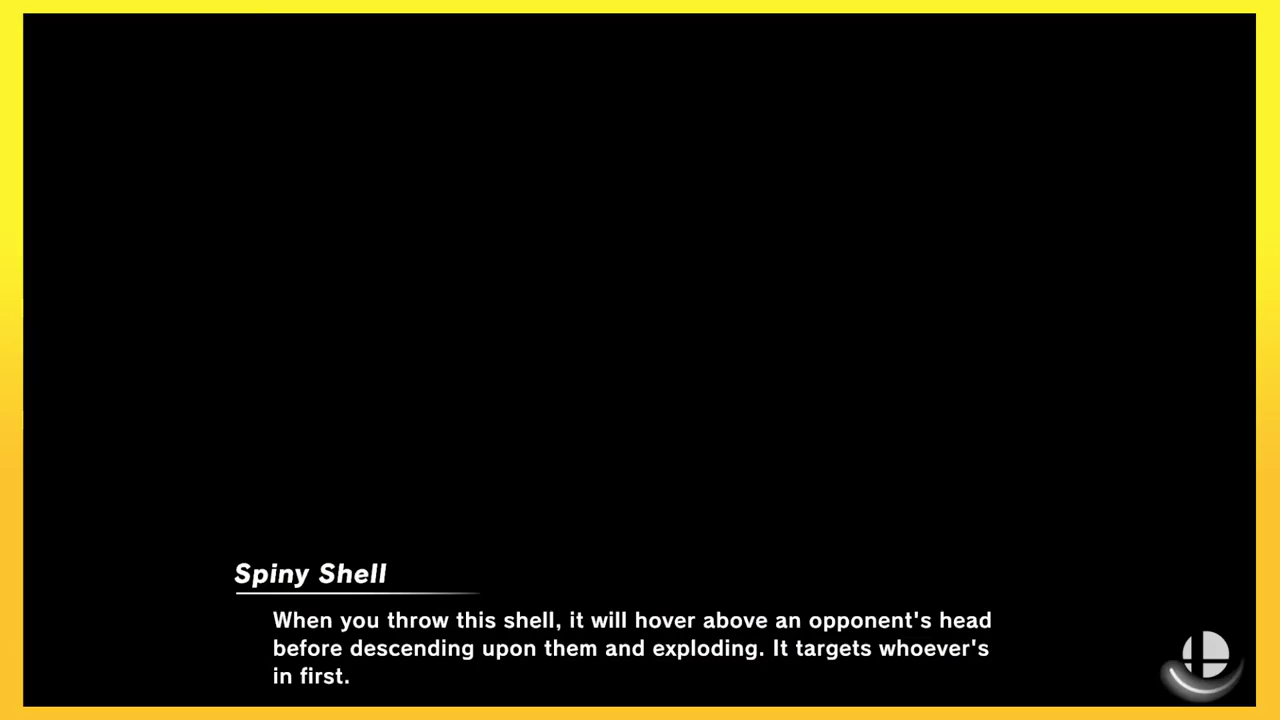 Spiny Shell
When you throw this shell, it will hover above an opponent's head
before descending upon them and exploding. It targets whoever's
in first.